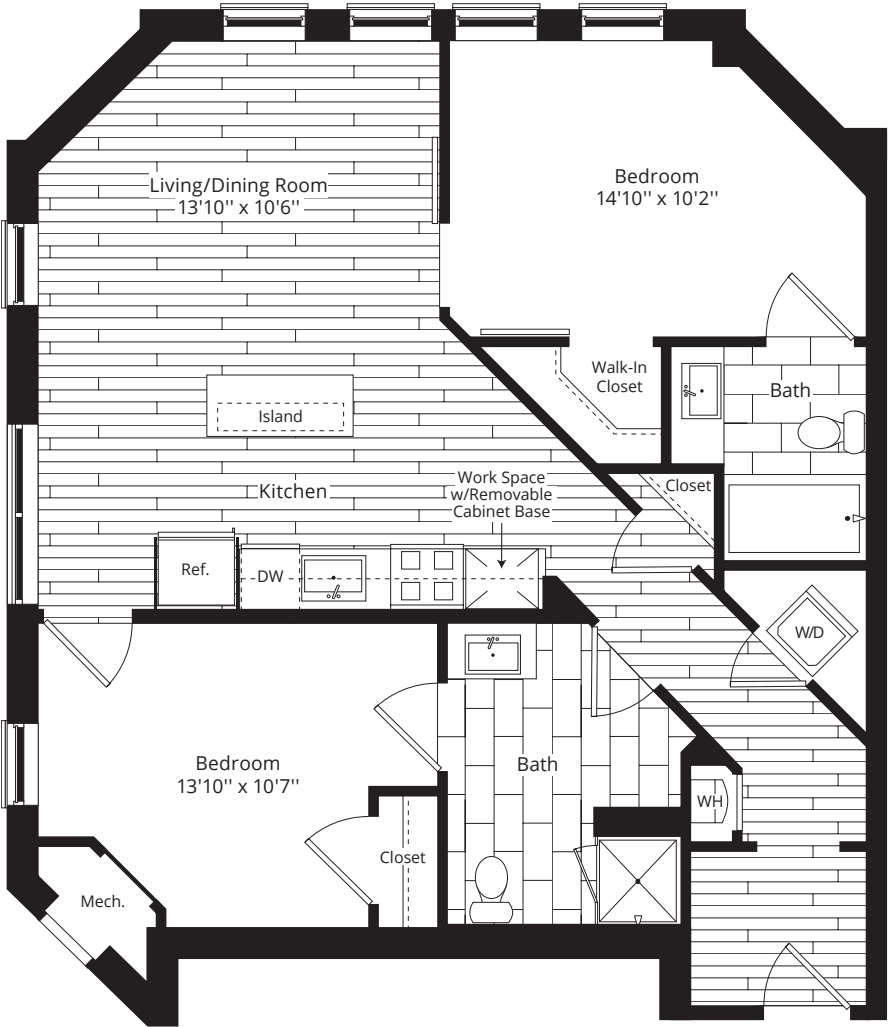 Living/Dining Room
13'10'' x 10'6''
Bedroom
14'10'' x 10'2''
Walk-In
Closet
Bath
Island
Kitchen
Work Space
w/Removable
Cabinet Base
Closet
Ref.
DW
W/D
Bedroom
13'10'' x 10'7''
Bath
WH
Closet
Mech.